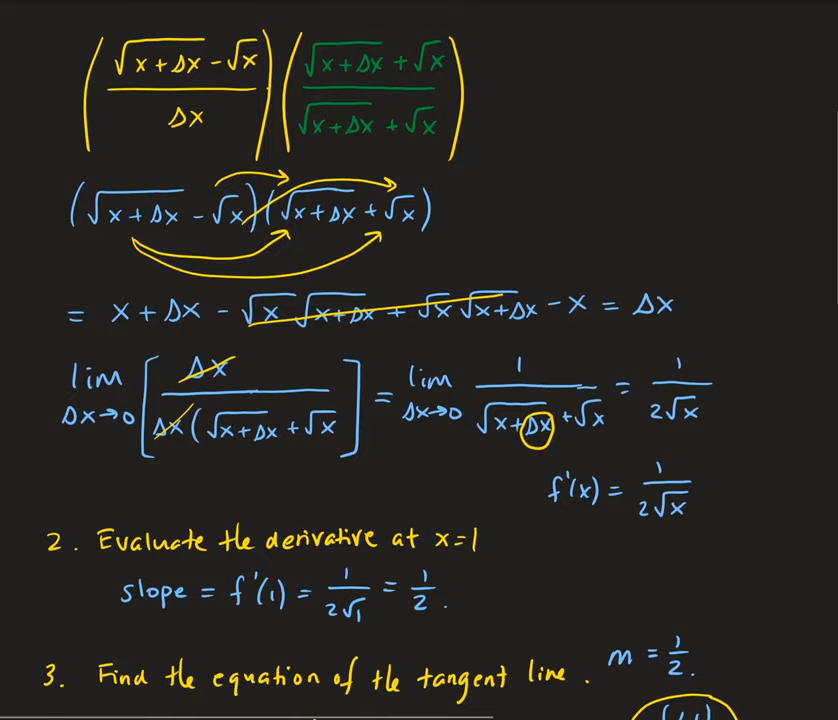 (√(x+Δx) - √x / Δx) (√(x+Δx) + √x / √(x+Δx) + √x)
(√(x+Δx) - √x)(√(x+Δx) + √x)
= x + Δx - √x √(x+Δx) + √x √(x+Δx) - x = Δx
lim Δx→0 [Δx / Δx(√(x+Δx) + √x)] = lim Δx→0 1 / √(x+Δx) + √x = 1 / 2√x
f'(x) = 1 / 2√x
2. Evaluate the derivative at x=1
slope = f'(1) = 1 / 2√1 = 1/2.
m = 1/2.
3. Find the equation of the tangent line.